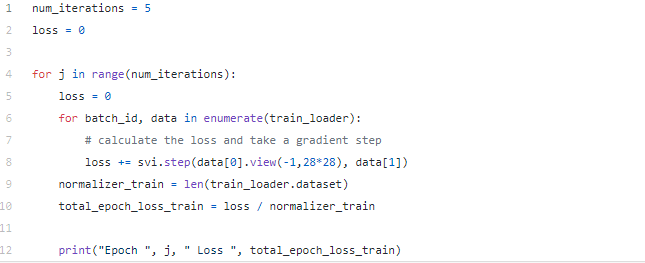 1 num_iterations = 5
2 loss = 0
3
4 for j in range(num_iterations):
5     loss = 0
6     for batch_id, data in enumerate(train_loader):
7         # calculate the loss and take a gradient step
8         loss += svi.step(data[0].view(-1,28*28), data[1])
9     normalizer_train = len(train_loader.dataset)
10     total_epoch_loss_train = loss / normalizer_train
11
12     print("Epoch ", j, " Loss ", total_epoch_loss_train)